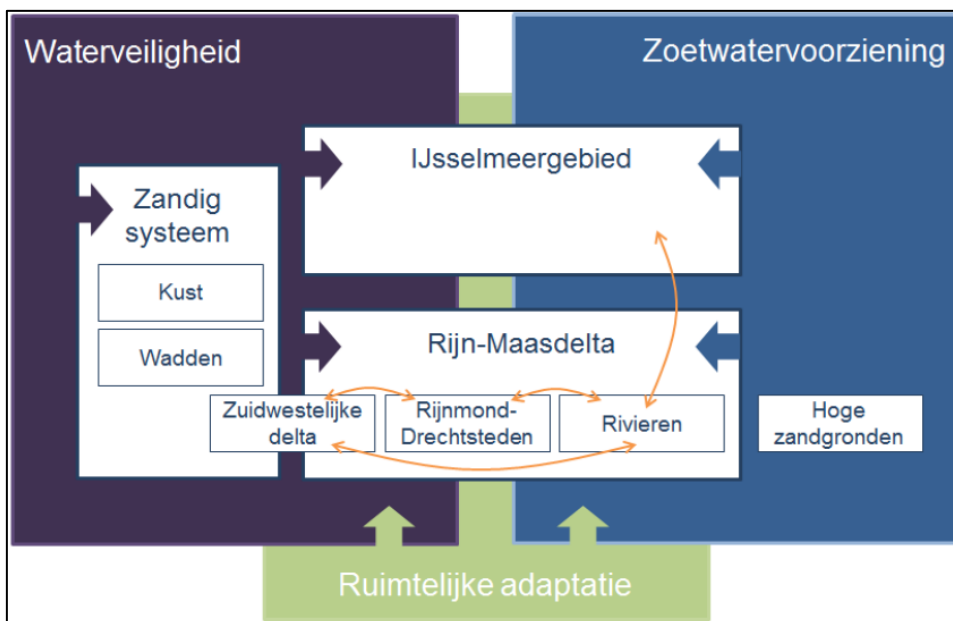 Waterveiligheid
Zoetwatervoorziening
IJsselmeergebied
Zandig
systeem
Kust
Wadden
Rijn-Maasdelta
Zuidwestelijke
delta
Rijnmond-
Drechtsteden
Rivieren
Hoge
zandgronden
Ruimtelijke adaptatie